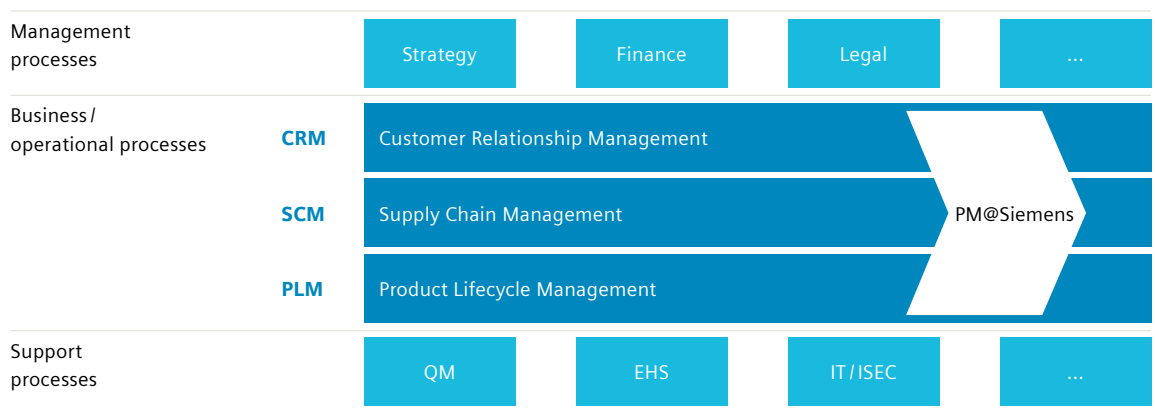 Management
processes
Strategy
Finance
Legal
...
Business/
operational processes
CRM
Customer Relationship Management
SCM
Supply Chain Management
PM@Siemens
PLM
Product Lifecycle Management
Support
processes
QM
EHS
IT/ISEC
...